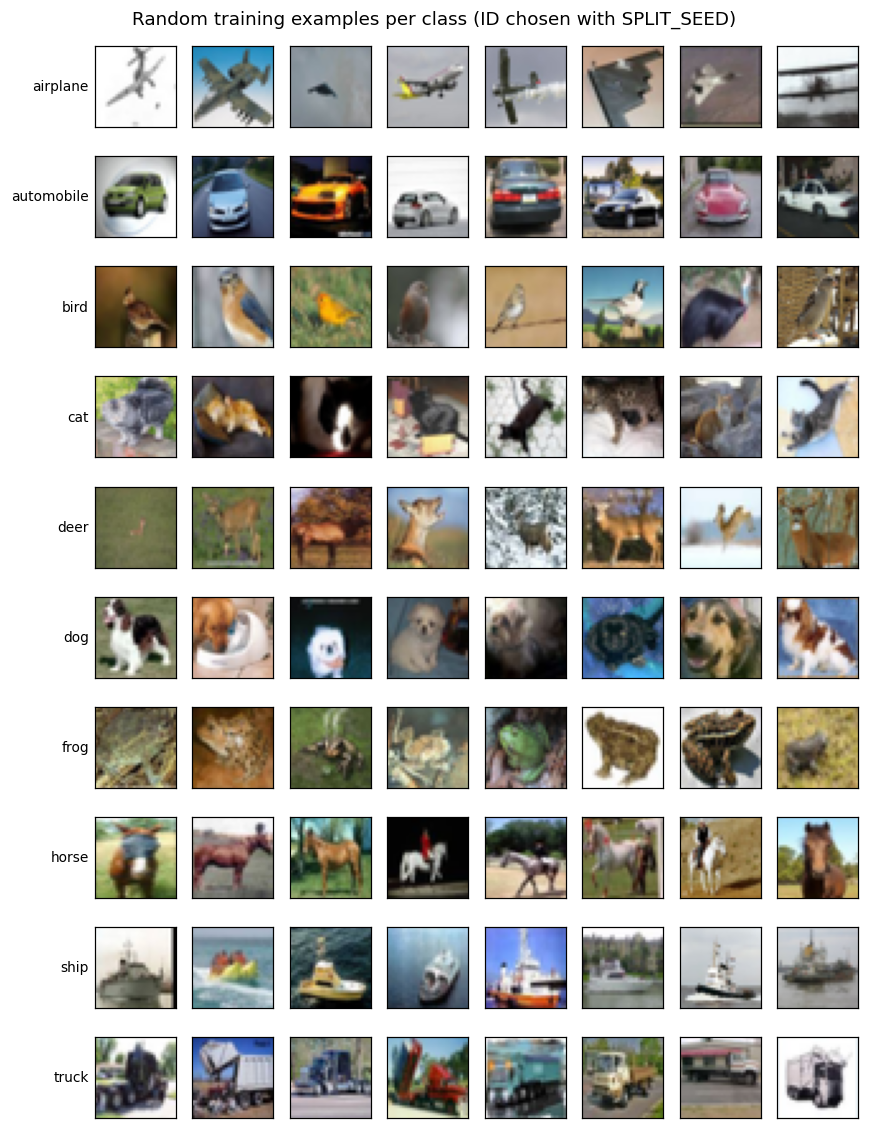 Random training examples per class (ID chosen with SPLIT_SEED)
airplane
automobile
bird
cat
deer
dog
frog
horse
ship
truck